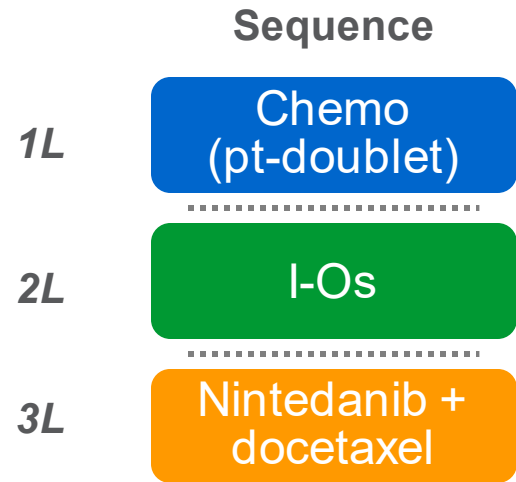 Sequence
1L
Chemo
(pt-doublet)
2L
I-Os
3L
Nintedanib +
docetaxel